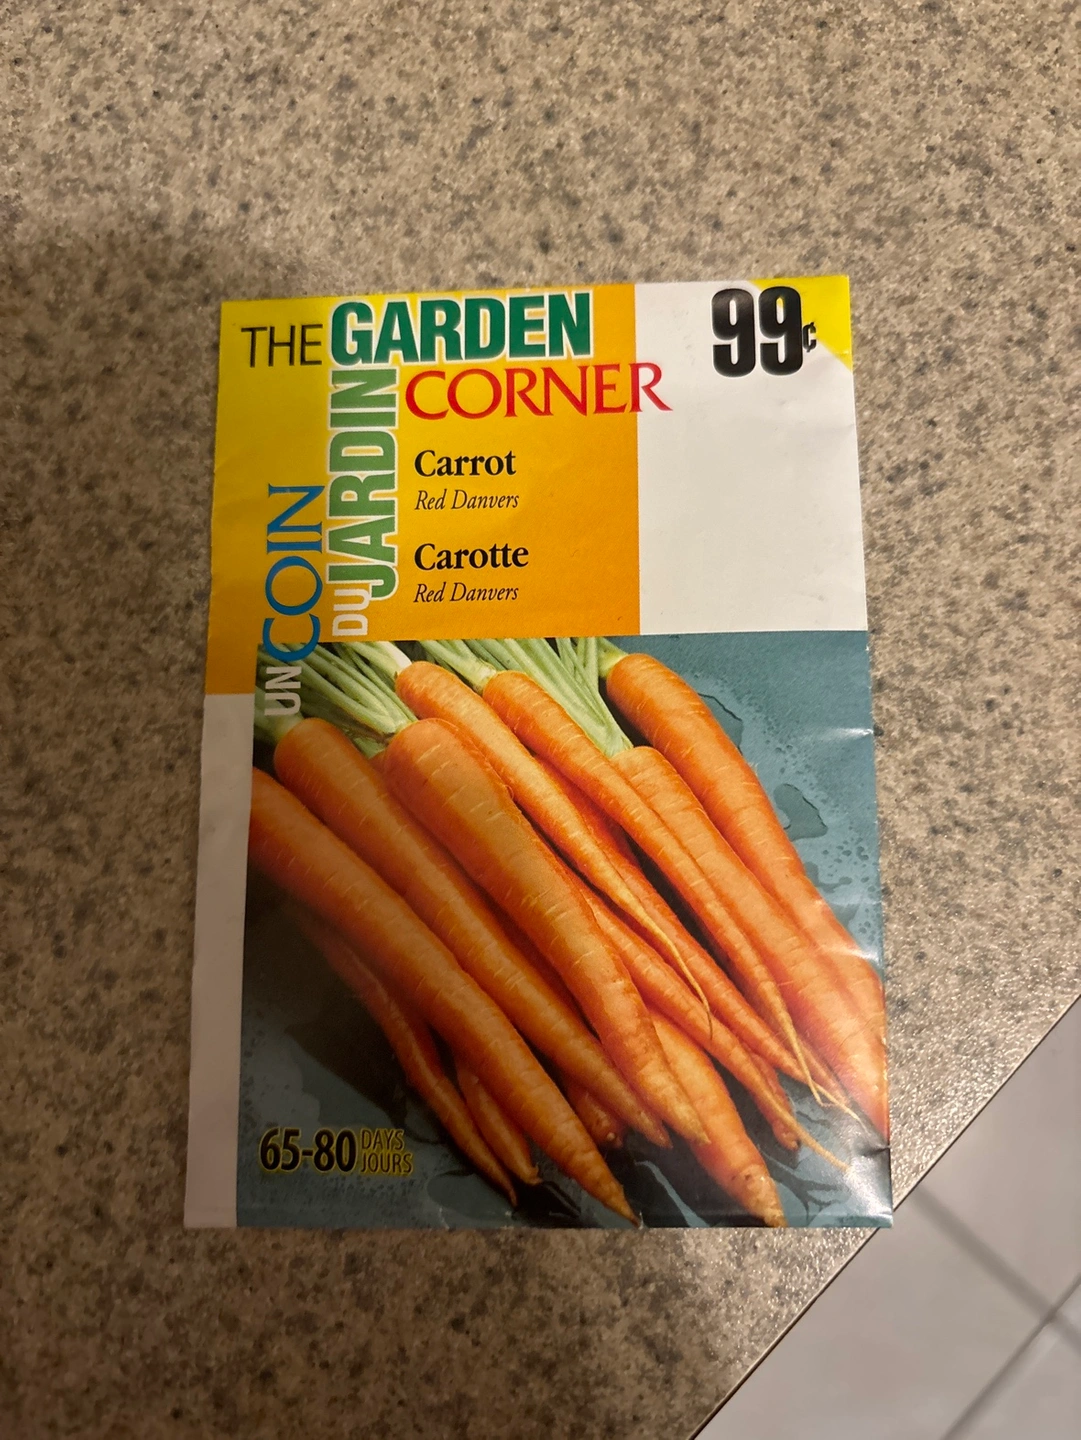 THE GARDEN
CORNER
99¢
UN COIN
DU JARDIN
Carrot
Red Danvers
Carotte
Red Danvers
65-80 DAYS
JOURS